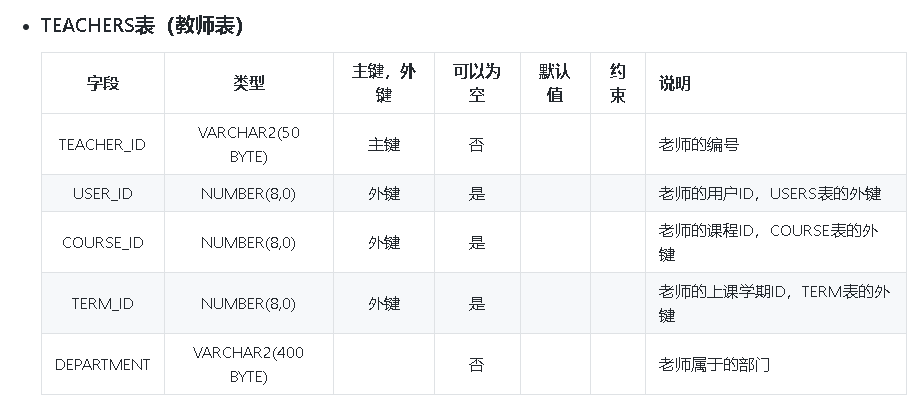 TEACHERS表（教师表）
字段 类型 主键，外键 可以为空 默认值 约束 说明
TEACHER_ID VARCHAR2(50 BYTE) 主键 否 老师的编号
USER_ID NUMBER(8,0) 外键 是 老师的用户ID，USERS表的外键
COURSE_ID NUMBER(8,0) 外键 是 老师的课程ID，COURSE表的外键
TERM_ID NUMBER(8,0) 外键 是 老师的上课学期ID，TERM表的外键
DEPARTMENT VARCHAR2(400 BYTE) 否 老师属于的部门